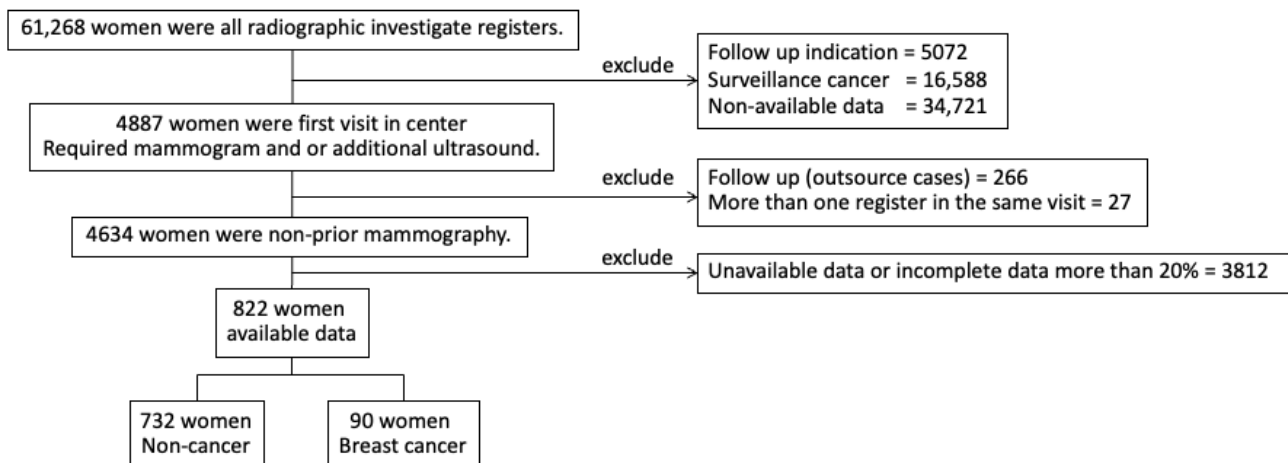 61,268 women were all radiographic investigate registers.
exclude
Follow up indication = 5072
Surveillance cancer = 16,588
Non-available data = 34,721
4887 women were first visit in center
Required mammogram and or additional ultrasound.
exclude
Follow up (outsource cases) = 266
More than one register in the same visit = 27
4634 women were non-prior mammography.
exclude
Unavailable data or incomplete data more than 20% = 3812
822 women
available data
732 women
Non-cancer
90 women
Breast cancer